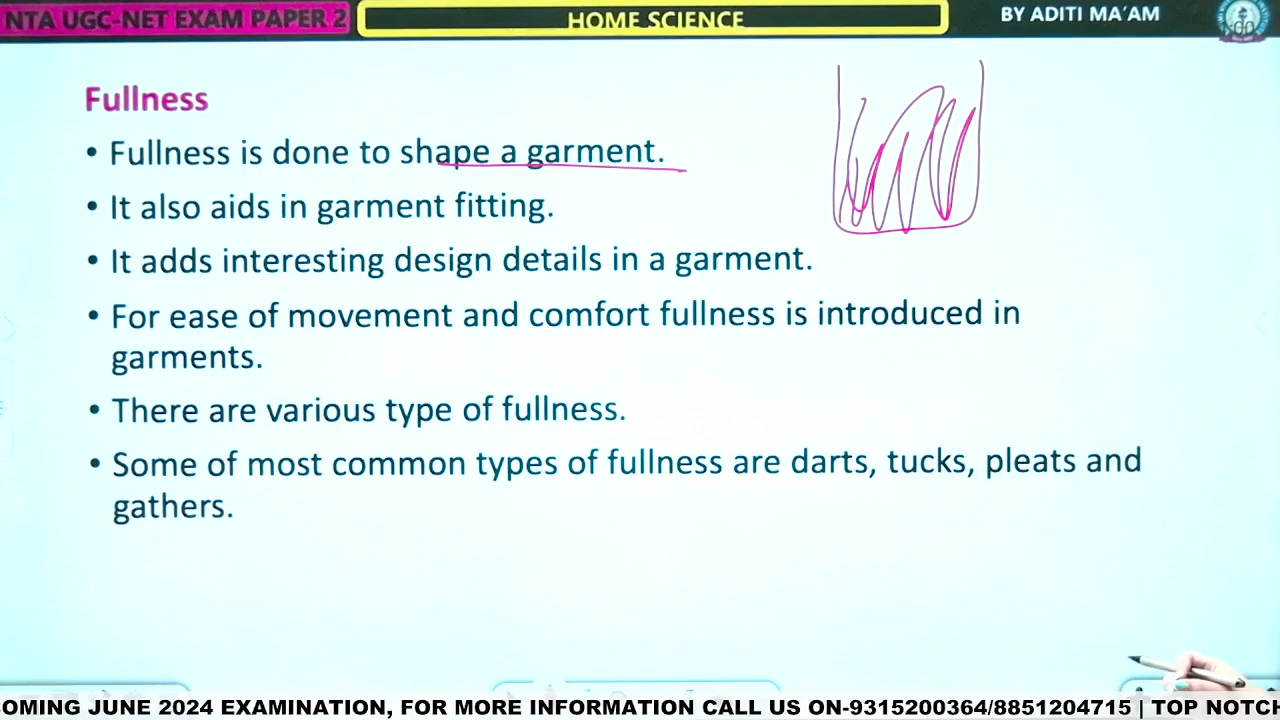 NTA UGC-NET EXAM PAPER 2
HOME SCIENCE
BY ADITI MA'AM
Fullness
• Fullness is done to shape a garment.
• It also aids in garment fitting.
• It adds interesting design details in a garment.
• For ease of movement and comfort fullness is introduced in
garments.
• There are various type of fullness.
• Some of most common types of fullness are darts, tucks, pleats and
gathers.
OMING JUNE 2024 EXAMINATION, FOR MORE INFORMATION CALL US ON-9315200364/8851204715 | TOP NOTCH